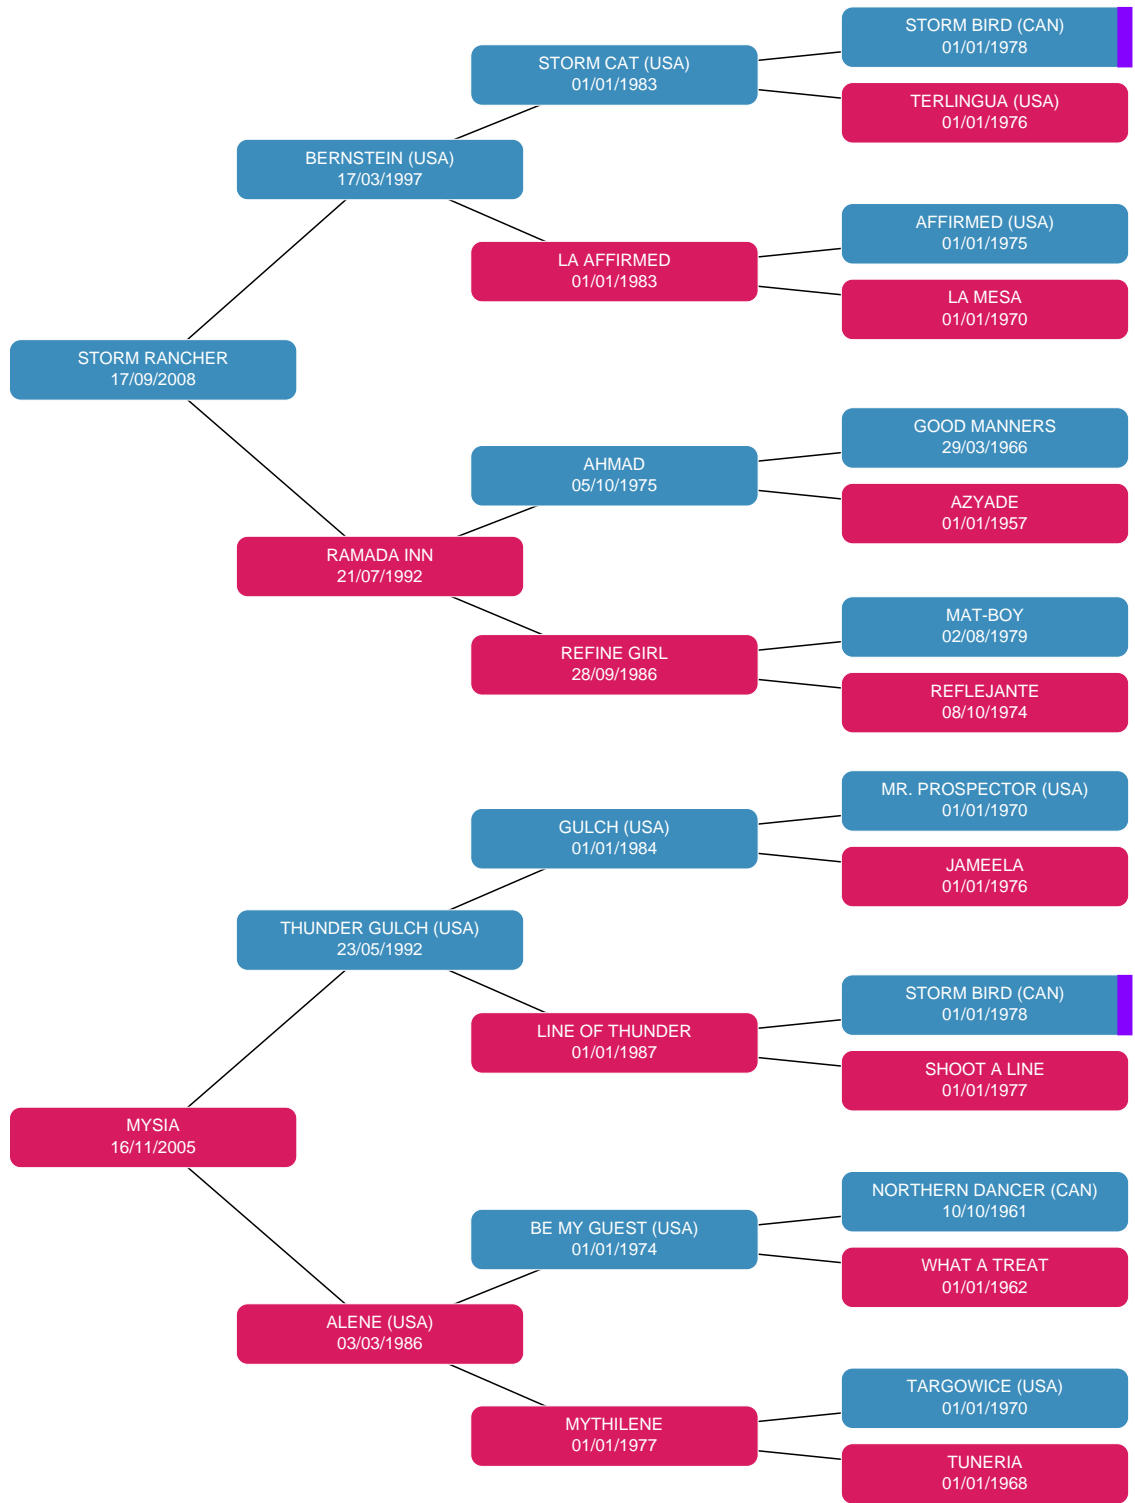 STORM BIRD (CAN)
01/01/1978
STORM CAT (USA)
01/01/1983
TERLINGUA (USA)
01/01/1976
BERNSTEIN (USA)
17/03/1997
AFFIRMED (USA)
01/01/1975
LA AFFIRMED
01/01/1983
LA MESA
01/01/1970
STORM RANCHER
17/09/2008
GOOD MANNERS
29/03/1966
AHMAD
05/10/1975
AZYADE
01/01/1957
RAMADA INN
21/07/1992
MAT-BOY
02/08/1979
REFINE GIRL
28/09/1986
REFLEJANTE
08/10/1974
MR. PROSPECTOR (USA)
01/01/1970
GULCH (USA)
01/01/1984
JAMEELA
01/01/1976
THUNDER GULCH (USA)
23/05/1992
STORM BIRD (CAN)
01/01/1978
LINE OF THUNDER
01/01/1987
SHOOT A LINE
01/01/1977
MYSIA
16/11/2005
NORTHERN DANCER (CAN)
10/10/1961
BE MY GUEST (USA)
01/01/1974
WHAT A TREAT
01/01/1962
ALENE (USA)
03/03/1986
TARGOWICE (USA)
01/01/1970
MYTHILENE
01/01/1977
TUNERIA
01/01/1968